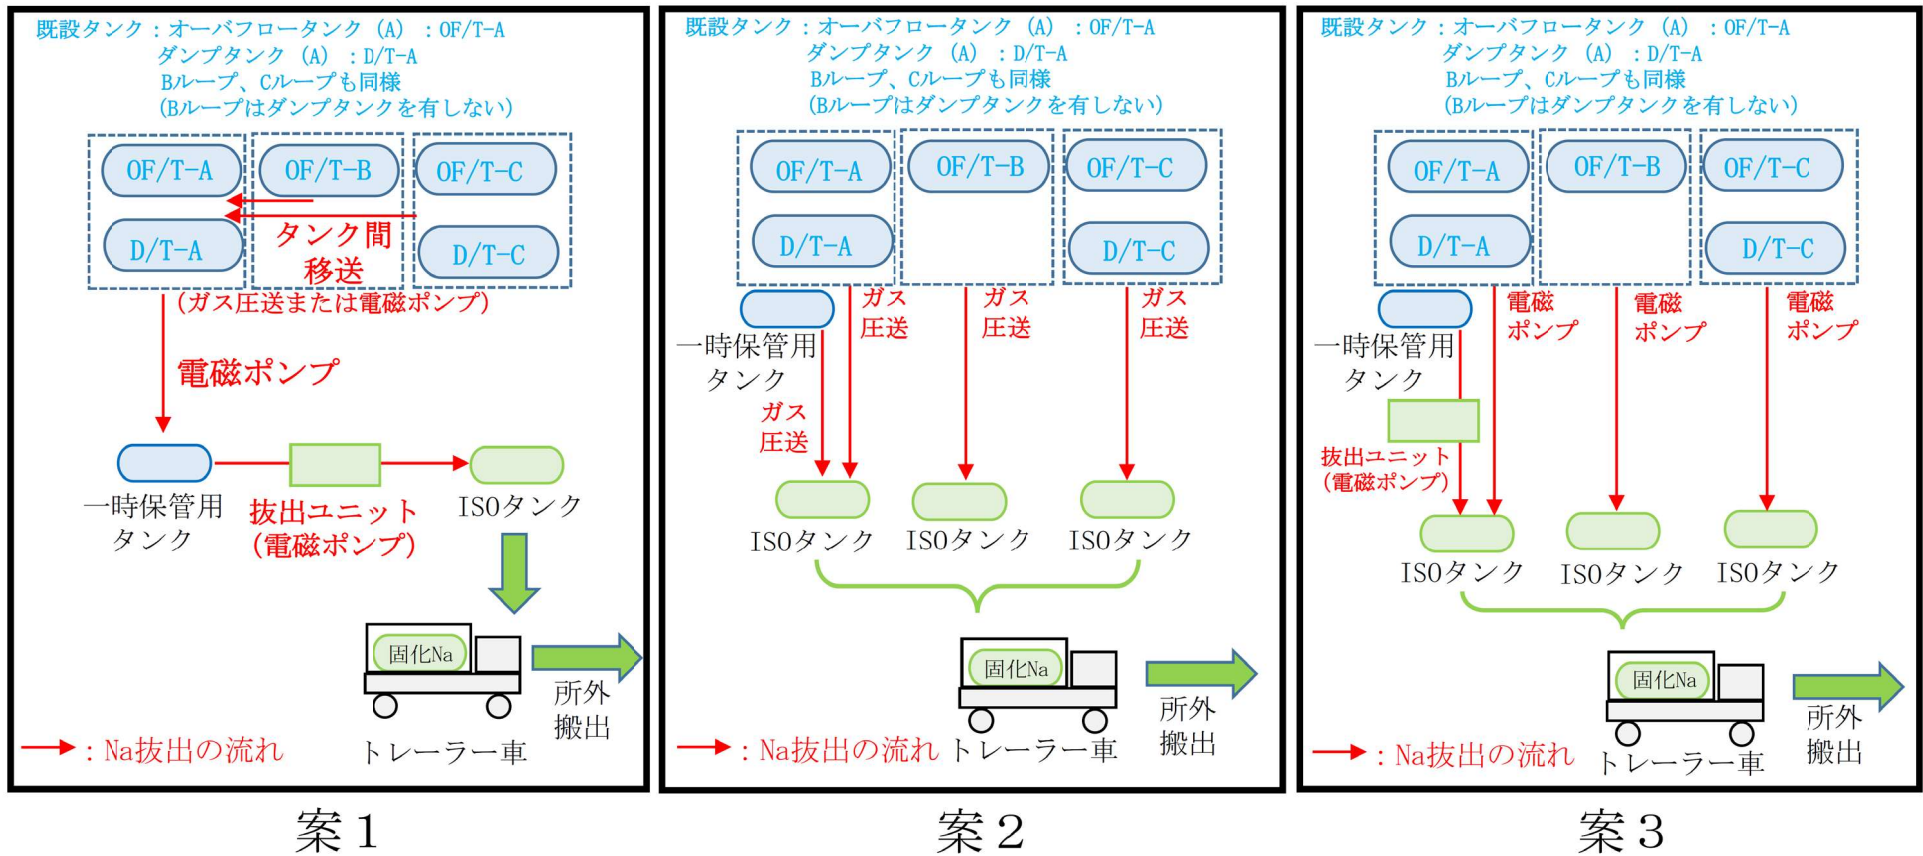 既設タンク：オーバフロータンク（A）：OF/T-A
ダンプタンク（A）：D/T-A
Bループ、Cループも同様
(Bループはダンプタンクを有しない)
OF/T-A
OF/T-B
OF/T-C
D/T-A
D/T-C
タンク間
移送
(ガス圧送または電磁ポンプ)
電磁ポンプ
一時保管用
タンク
抜出ユニット
(電磁ポンプ)
ISOタンク
固化Na
所外
搬出
トレーラー車
：Na抜出の流れ
案１
既設タンク：オーバフロータンク（A）：OF/T-A
ダンプタンク（A）：D/T-A
Bループ、Cループも同様
(Bループはダンプタンクを有しない)
OF/T-A
OF/T-B
OF/T-C
D/T-A
D/T-C
ガス
圧送
ガス
圧送
ガス
圧送
一時保管用
タンク
ガス
圧送
ISOタンク
ISOタンク
ISOタンク
固化Na
所外
搬出
：Na抜出の流れ
トレーラー車
案２
既設タンク：オーバフロータンク（A）：OF/T-A
ダンプタンク（A）：D/T-A
Bループ、Cループも同様
(Bループはダンプタンクを有しない)
OF/T-A
OF/T-B
OF/T-C
D/T-A
D/T-C
電磁
ポンプ
電磁
ポンプ
電磁
ポンプ
一時保管用
タンク
抜出ユニット
(電磁ポンプ)
ISOタンク
ISOタンク
ISOタンク
固化Na
所外
搬出
：Na抜出の流れ
トレーラー車
案３